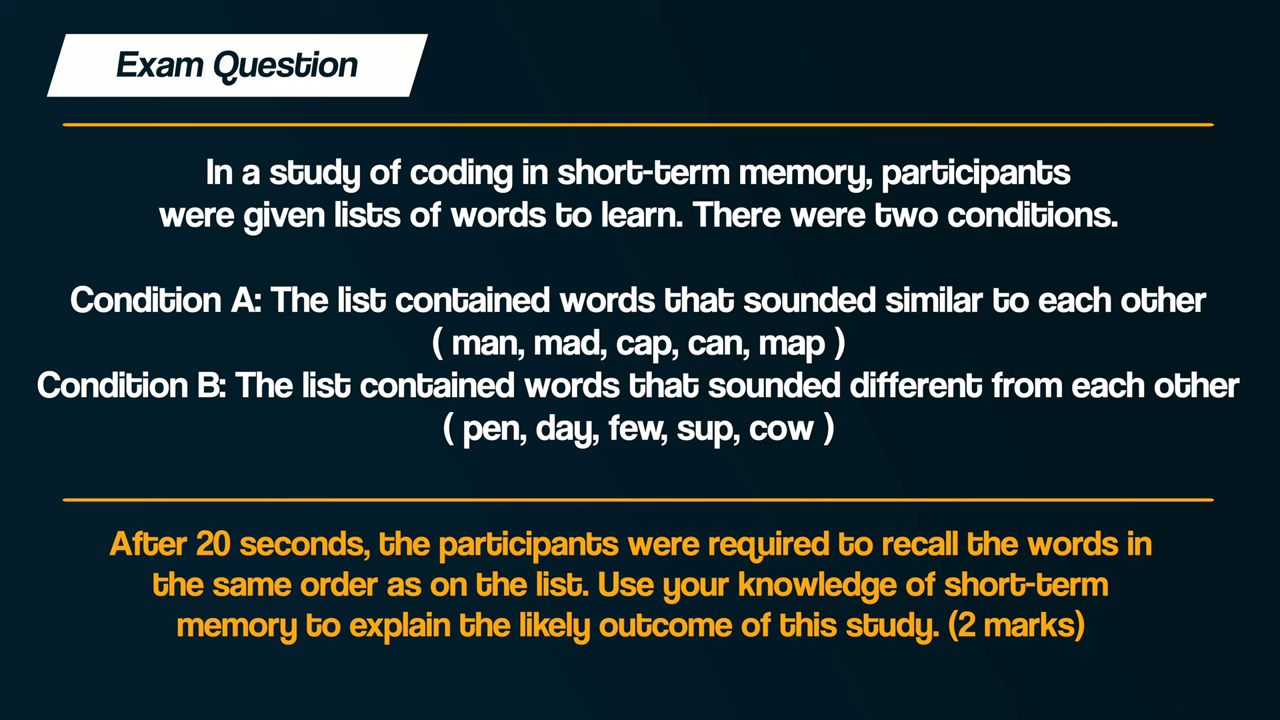 Exam Question
In a study of coding in short-term memory, participants
were given lists of words to learn. There were two conditions.
Condition A: The list contained words that sounded similar to each other
( man, mad, cap, can, map )
Condition B: The list contained words that sounded different from each other
( pen, day, few, sup, cow )
After 20 seconds, the participants were required to recall the words in
the same order as on the list. Use your knowledge of short-term
memory to explain the likely outcome of this study. (2 marks)